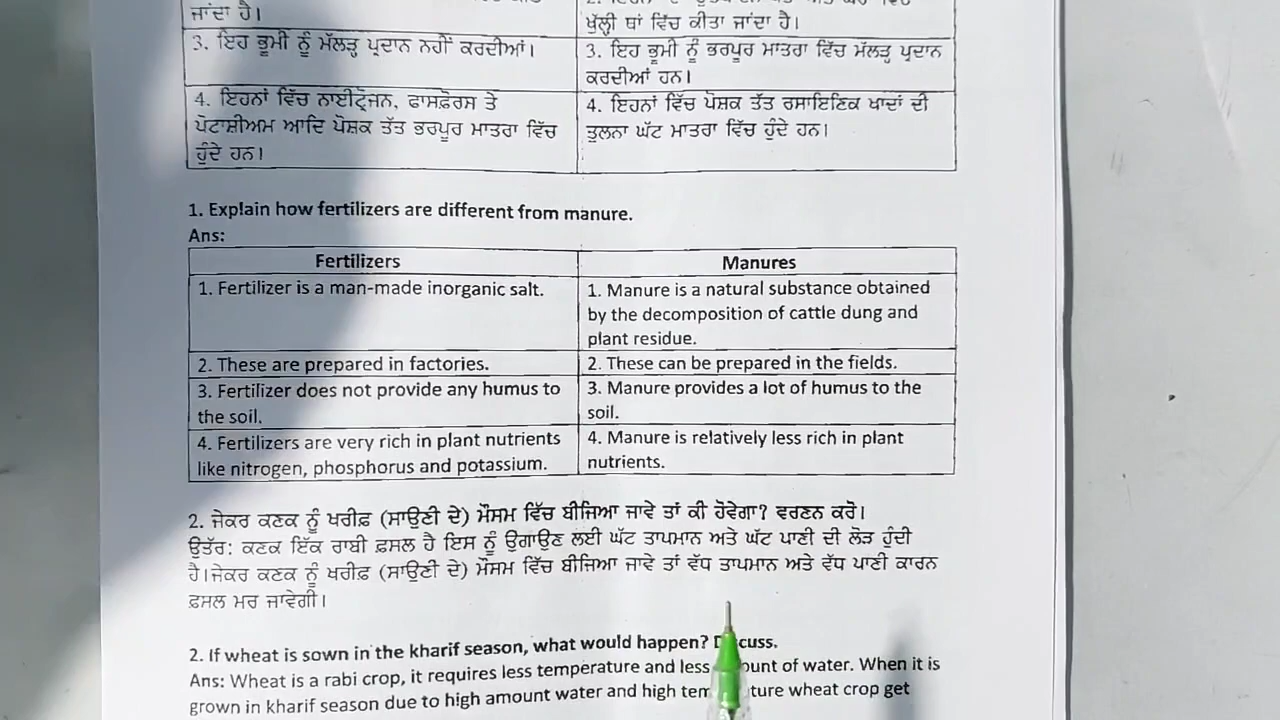 ਜਾਂਦਾ ਹੈ।
ਖੁੱਲ੍ਹੀ ਥਾਂ ਵਿੱਚ ਕੀਤਾ ਜਾਂਦਾ ਹੈ।
3. ਇਹ ਭੂਮੀ ਨੂੰ ਮੱਲੜ੍ਹ ਪ੍ਰਦਾਨ ਨਹੀਂ ਕਰਦੀਆਂ।
3. ਇਹ ਭੂਮੀ ਨੂੰ ਭਰਪੂਰ ਮਾਤਰਾ ਵਿੱਚ ਮੱਲੜ੍ਹ ਪ੍ਰਦਾਨ
ਕਰਦੀਆਂ ਹਨ।
4. ਇਹਨਾਂ ਵਿੱਚ ਨਾਈਟ੍ਰੋਜਨ, ਫਾਸਫ਼ੋਰਸ ਤੇ
ਪੋਟਾਸ਼ੀਅਮ ਆਦਿ ਪੋਸ਼ਕ ਤੱਤ ਭਰਪੂਰ ਮਾਤਰਾ ਵਿੱਚ
ਹੁੰਦੇ ਹਨ।
4. ਇਹਨਾਂ ਵਿੱਚ ਪੋਸ਼ਕ ਤੱਤ ਰਸਾਇਣਿਕ ਖਾਦਾਂ ਦੀ
ਤੁਲਨਾ ਘੱਟ ਮਾਤਰਾ ਵਿੱਚ ਹੁੰਦੇ ਹਨ।
1. Explain how fertilizers are different from manure.
Ans:
Fertilizers
Manures
1. Fertilizer is a man-made inorganic salt.
1. Manure is a natural substance obtained
by the decomposition of cattle dung and
plant residue.
2. These are prepared in factories.
2. These can be prepared in the fields.
3. Fertilizer does not provide any humus to
the soil.
3. Manure provides a lot of humus to the
soil.
4. Fertilizers are very rich in plant nutrients
like nitrogen, phosphorus and potassium.
4. Manure is relatively less rich in plant
nutrients.
2. ਜੇਕਰ ਕਣਕ ਨੂੰ ਖਰੀਫ਼ (ਸਾਉਣੀ ਦੇ) ਮੌਸਮ ਵਿੱਚ ਬੀਜਿਆ ਜਾਵੇ ਤਾਂ ਕੀ ਹੋਵੇਗਾ? ਵਰਣਨ ਕਰੋ।
ਉਤੱਰ: ਕਣਕ ਇੱਕ ਰਾਬੀ ਫ਼ਸਲ ਹੈ ਇਸ ਨੂੰ ਉਗਾਉਣ ਲਈ ਘੱਟ ਤਾਪਮਾਨ ਅਤੇ ਘੱਟ ਪਾਣੀ ਦੀ ਲੋੜ ਹੁੰਦੀ
ਹੈ।ਜੇਕਰ ਕਣਕ ਨੂੰ ਖਰੀਫ਼ (ਸਾਉਣੀ ਦੇ) ਮੌਸਮ ਵਿੱਚ ਬੀਜਿਆ ਜਾਵੇ ਤਾਂ ਵੱਧ ਤਾਪਮਾਨ ਅਤੇ ਵੱਧ ਪਾਣੀ ਕਾਰਨ
ਫ਼ਸਲ ਮਰ ਜਾਵੇਗੀ।
2. If wheat is sown in the kharif season, what would happen?
Ans: Wheat is a rabi crop, it requires less temperature and less of water. When it is
grown in kharif season due to high amount water and high wheat crop get